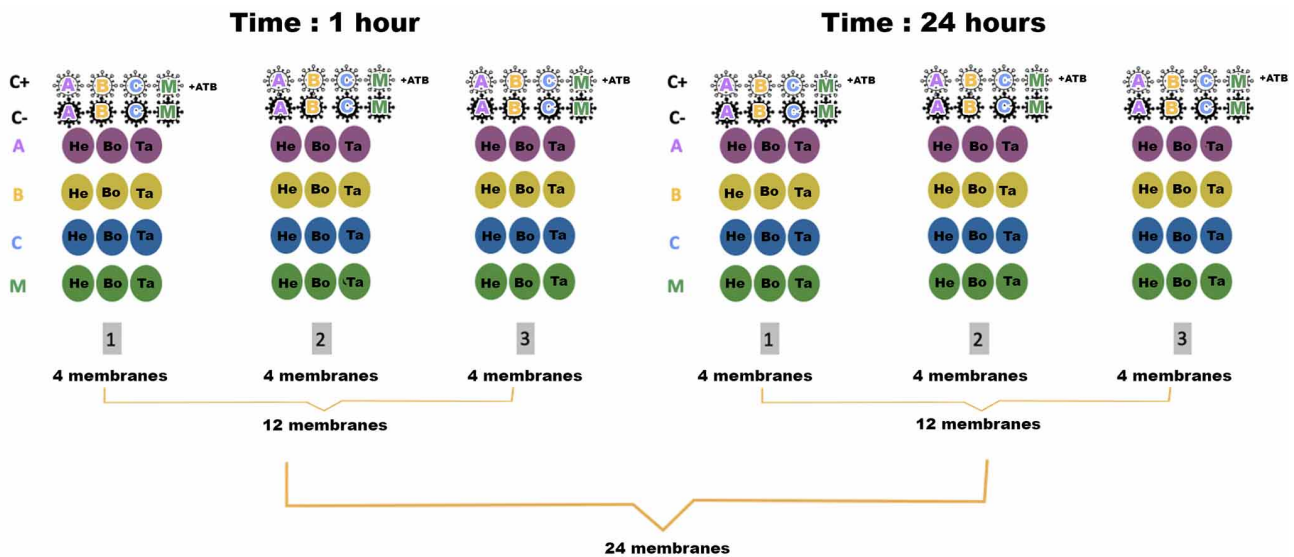 Time : 1 hour Time : 24 hours
C+ A B C M +ATB A B C M +ATB A B C M +ATB C+ A B C M +ATB A B C M +ATB A B C M +ATB
C- A B C M A B C M A B C M C- A B C M A B C M A B C M
A He Bo Ta He Bo Ta He Bo Ta A He Bo Ta He Bo Ta He Bo Ta
B He Bo Ta He Bo Ta He Bo Ta B He Bo Ta He Bo Ta He Bo Ta
C He Bo Ta He Bo Ta He Bo Ta C He Bo Ta He Bo Ta He Bo Ta
M He Bo Ta He Bo Ta He Bo Ta M He Bo Ta He Bo Ta He Bo Ta
1 2 3 1 2 3
4 membranes 4 membranes 4 membranes 4 membranes 4 membranes 4 membranes
12 membranes 12 membranes
24 membranes